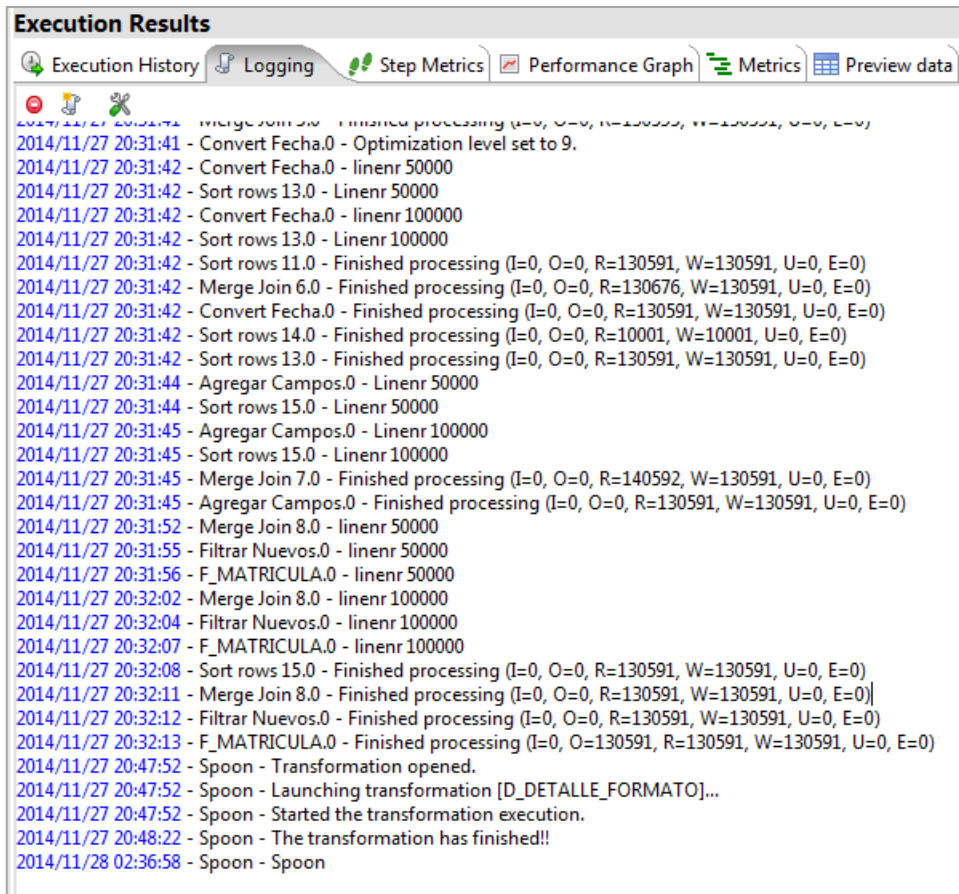 Execution Results
Execution History Logging Step Metrics Performance Graph Metrics Preview data
2014/11/27 20:31:41 - Merge Join 5.0 - Finished processing (I=0, O=0,
2014/11/27 20:31:41 - Convert Fecha.0 - Optimization level set to 9.
2014/11/27 20:31:42 - Convert Fecha.0 - linenr 50000
2014/11/27 20:31:42 - Sort rows 13.0 - Linenr 50000
2014/11/27 20:31:42 - Convert Fecha.0 - linenr 100000
2014/11/27 20:31:42 - Sort rows 13.0 - Linenr 100000
2014/11/27 20:31:42 - Sort rows 11.0 - Finished processing (I=0, O=0, R=130591, W=130591, U=0, E=0)
2014/11/27 20:31:42 - Merge Join 6.0 - Finished processing (I=0, O=0, R=130676, W=130591, U=0, E=0)
2014/11/27 20:31:42 - Convert Fecha.0 - Finished processing (I=0, O=0, R=130591, W=130591, U=0, E=0)
2014/11/27 20:31:42 - Sort rows 14.0 - Finished processing (I=0, O=0, R=10001, W=10001, U=0, E=0)
2014/11/27 20:31:42 - Sort rows 13.0 - Finished processing (I=0, O=0, R=130591, W=130591, U=0, E=0)
2014/11/27 20:31:44 - Agregar Campos.0 - Linenr 50000
2014/11/27 20:31:44 - Sort rows 15.0 - Linenr 50000
2014/11/27 20:31:45 - Agregar Campos.0 - Linenr 100000
2014/11/27 20:31:45 - Sort rows 15.0 - Linenr 100000
2014/11/27 20:31:45 - Merge Join 7.0 - Finished processing (I=0, O=0, R=140592, W=130591, U=0, E=0)
2014/11/27 20:31:45 - Agregar Campos.0 - Finished processing (I=0, O=0, R=130591, W=130591, U=0, E=0)
2014/11/27 20:31:52 - Merge Join 8.0 - linenr 50000
2014/11/27 20:31:55 - Filtrar Nuevos.0 - linenr 50000
2014/11/27 20:31:56 - F_MATRICULA.0 - linenr 50000
2014/11/27 20:32:02 - Merge Join 8.0 - linenr 100000
2014/11/27 20:32:04 - Filtrar Nuevos.0 - linenr 100000
2014/11/27 20:32:07 - F_MATRICULA.0 - linenr 100000
2014/11/27 20:32:08 - Sort rows 15.0 - Finished processing (I=0, O=0, R=130591, W=130591, U=0, E=0)
2014/11/27 20:32:11 - Merge Join 8.0 - Finished processing (I=0, O=0, R=130591, W=130591, U=0, E=0)
2014/11/27 20:32:12 - Filtrar Nuevos.0 - Finished processing (I=0, O=0, R=130591, W=130591, U=0, E=0)
2014/11/27 20:32:13 - F_MATRICULA.0 - Finished processing (I=0, O=130591, R=130591, W=130591, U=0, E=0)
2014/11/27 20:47:52 - Spoon - Transformation opened.
2014/11/27 20:47:52 - Spoon - Launching transformation [D_DETALLE_FORMATO]...
2014/11/27 20:47:52 - Spoon - Started the transformation execution.
2014/11/27 20:48:22 - Spoon - The transformation has finished!!
2014/11/28 02:36:58 - Spoon - Spoon